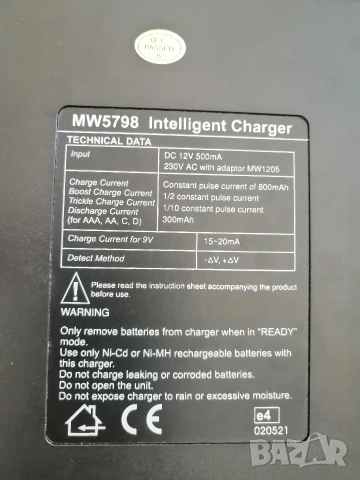 Q.C
PASSED
6
MW5798 Intelligent Charger
TECHNICAL DATA
Input
DC 12V 500mA
230V AC with adaptor MW1205
Charge Current
Boost Charge Current
Trickle Charge Current
Discharge Current
(for AAA, AA, C, D)
Constant pulse current of 800mAh
1/2 constant pulse current
1/10 constant pulse current
300mAh
Charge Current for 9V
15~20mA
Detect Method
-ΔV,+ΔV
Please read the instruction sheet accompanying the product before use.
WARNING
Only remove batteries from charger when in "READY"
mode.
Use only Ni-Cd or Ni-MH rechargeable batteries with
this charger.
Do not charge leaking or corroded batteries.
Do not open the unit.
Do not expose charger to rain or excessive moisture.
CE
e4
020521
BAZAR